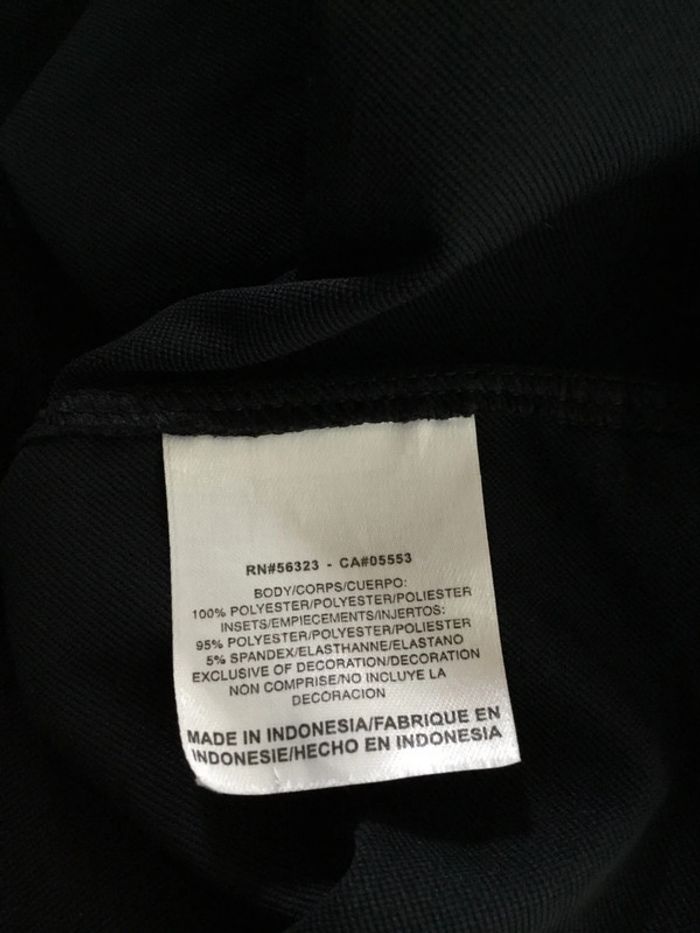 RN#56323 - CA#05553
BODY/CORPS/CUERPO:
100% POLYESTER/POLYESTER/POLIESTER
INSETS/EMPIECEMENTS/INJERTOS:
95% POLYESTER/POLYESTER/POLIESTER
5% SPANDEX/ELASTHANNE/ELASTANO
EXCLUSIVE OF DECORATION/DECORATION
NON COMPRISE/NO INCLUYE LA
DECORACION
MADE IN INDONESIA/FABRIQUE EN
INDONESIE/HECHO EN INDONESIA